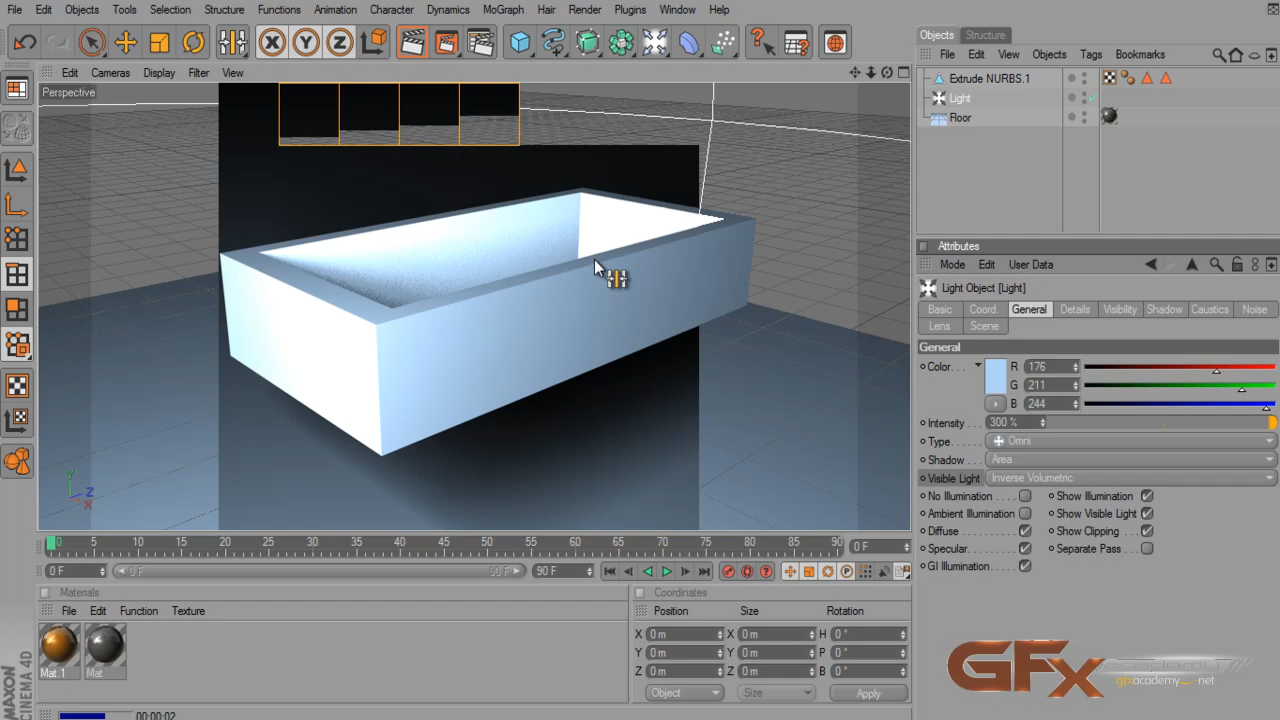 File Edit Objects Tools Selection Structure Functions Animation Character Dynamics MoGraph Hair Render Plugins Window Help
Objects Structure
File Edit View Objects Tags Bookmarks
Edit Cameras Display Filter View
Perspective
Extrude NURBS.1
Light
Floor
Attributes
Mode Edit User Data
Light Object [Light]
Basic Coord. General Details Visibility Shadow Caustics Noise
Lens Scene
General
Color. . . R 176
G 211
B 244
Intensity 300 %
Type. . . Omni
Shadow . . Area
Visible Light Inverse Volumetric
No Illumination . . . . Show Illumination
Ambient Illumination Show Visible Light
Diffuse . . . . . . . . . Show Clipping . .
Specular. . . . . . . . Separate Pass . .
GI Illumination . . . . .
Y
Z
X
0 5 10 15 20 25 30 35 40 45 50 55 60 65 70 75 80 85 90 0 F
0 F 0 F 90 F 90 F
Materials
File Edit Function Texture
Mat.1 Mat
Coordinates
Position Size Rotation
X 0 m X 0 m H 0 °
Y 0 m Y 0 m P 0 °
Z 0 m Z 0 m B 0 °
Object Size Apply
MAXON
CINEMA 4D
00:00:02
GFx academy
gfxacademy.net